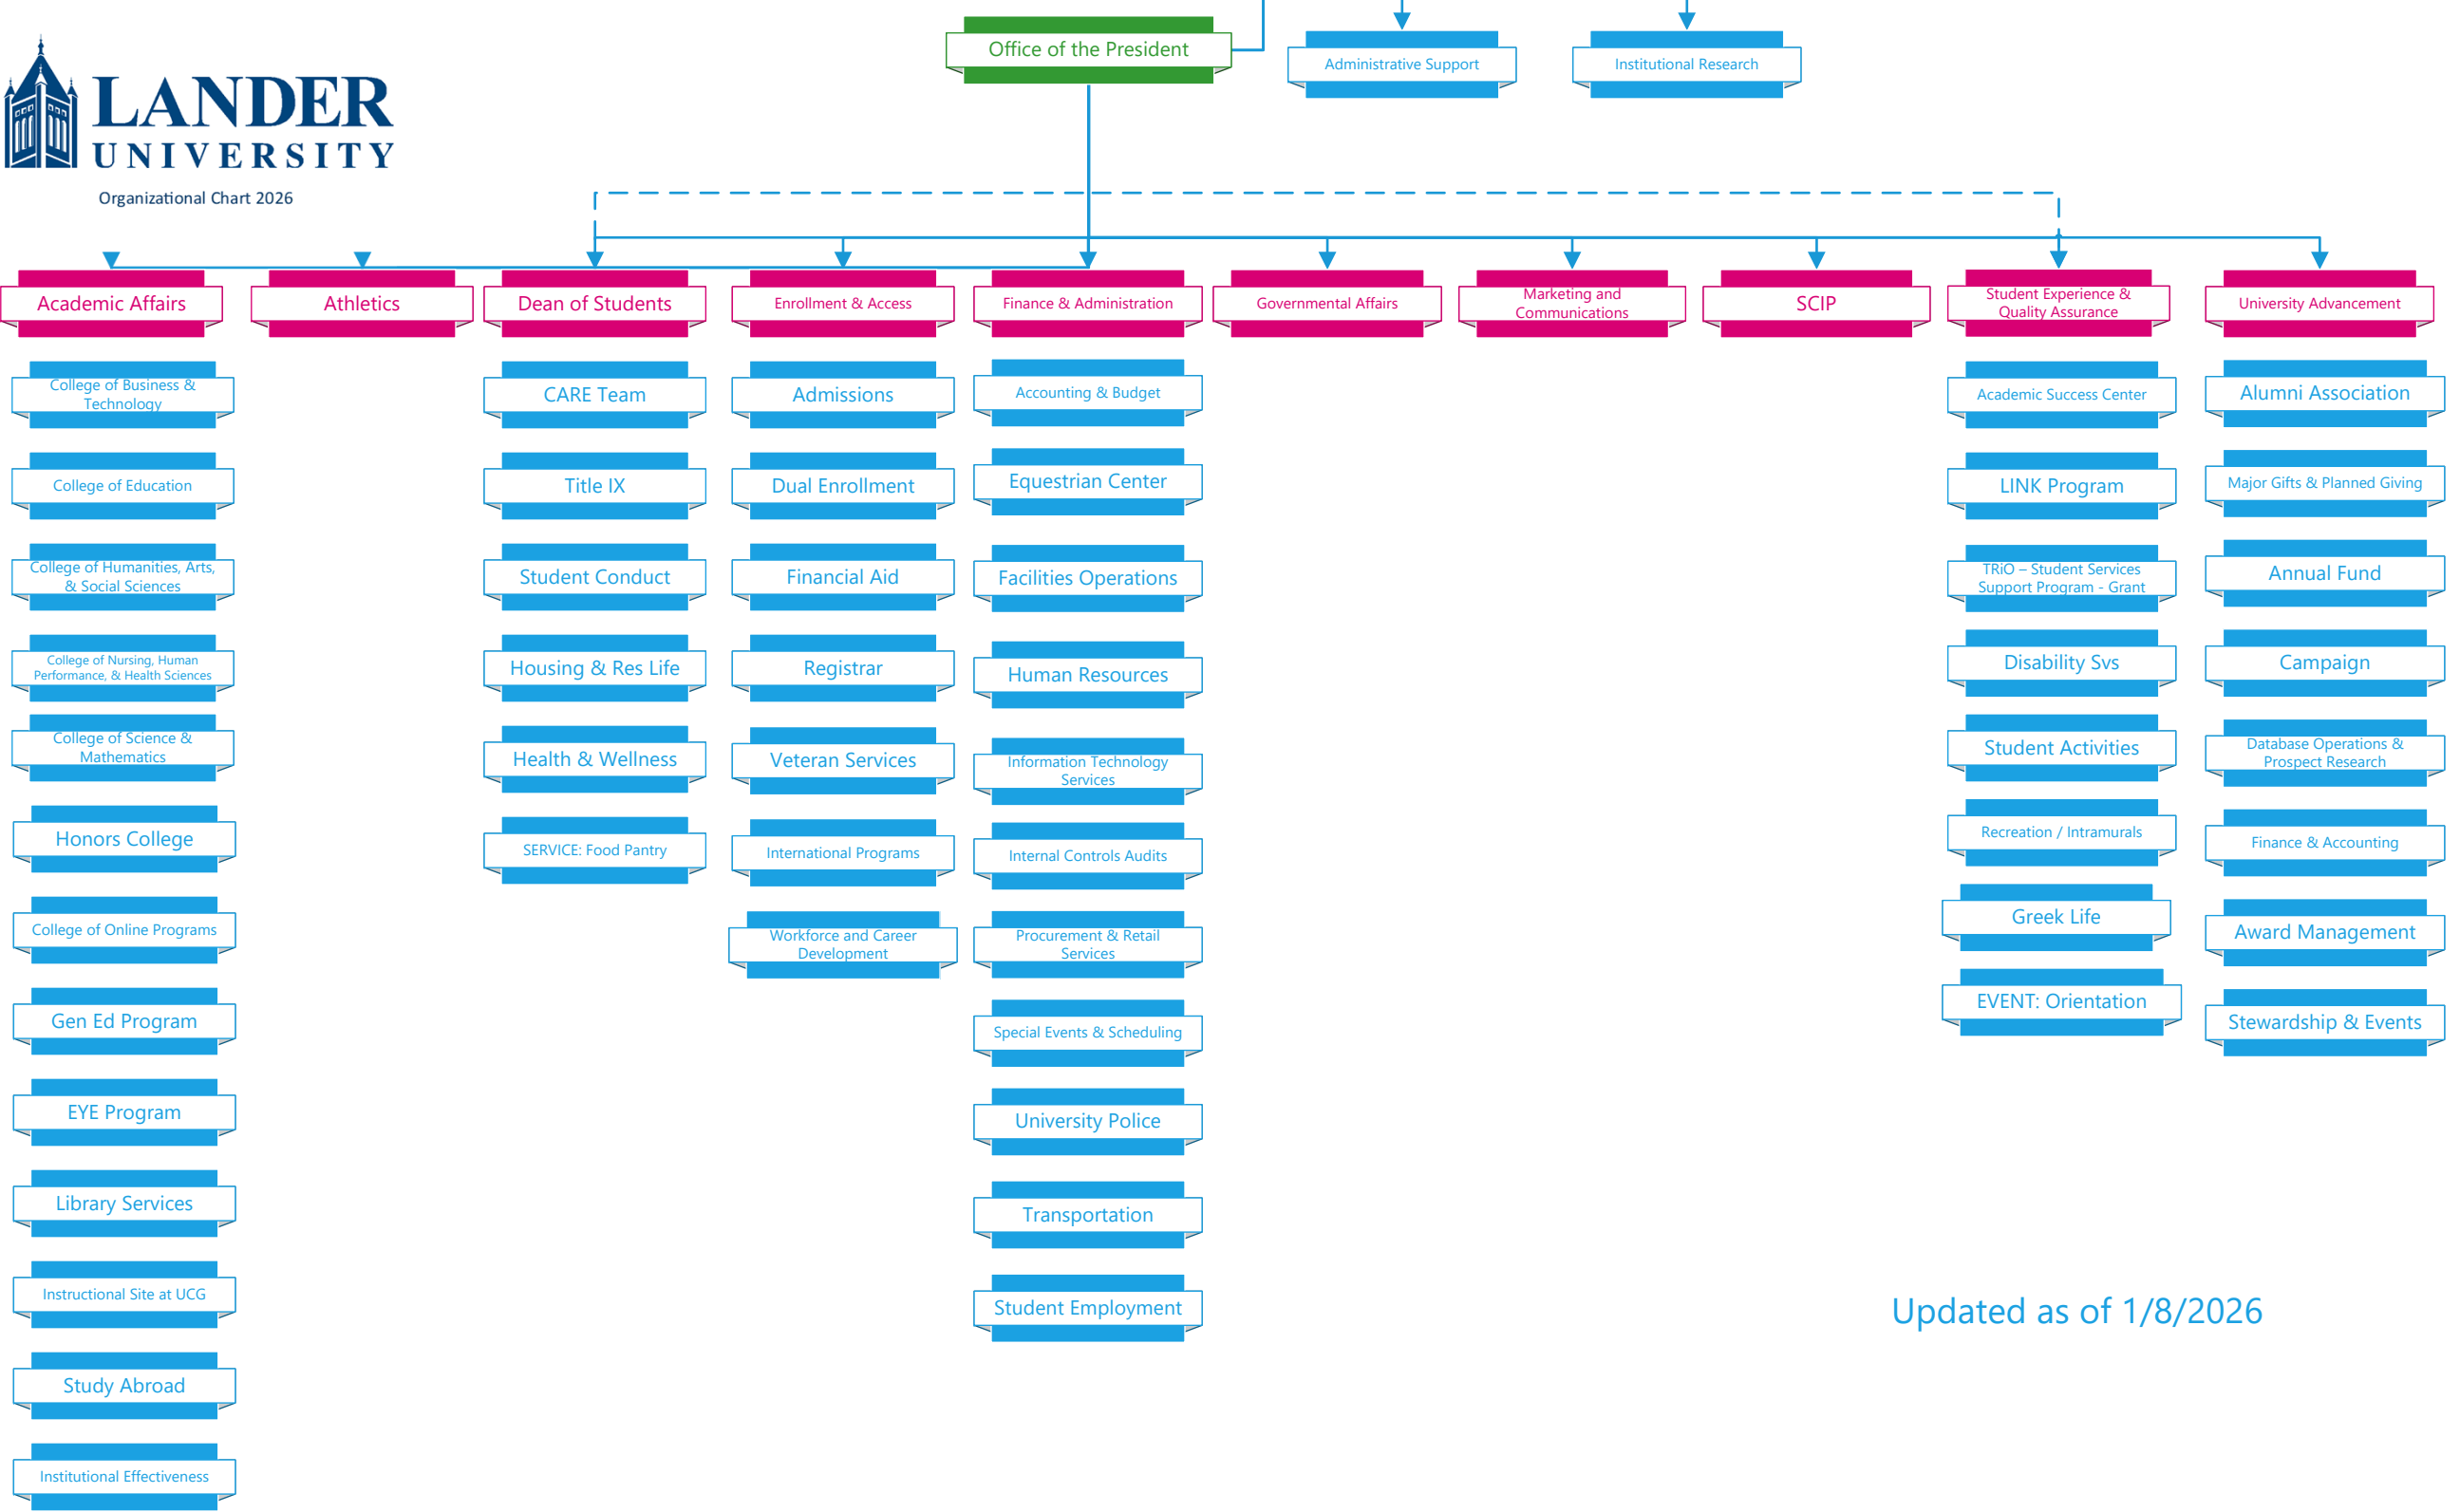 Office of the President
Administrative Support
Institutional Research
LANDER
UNIVERSITY
Organizational Chart 2026
Academic Affairs
Athletics
Dean of Students
Enrollment & Access
Finance & Administration
Governmental Affairs
Marketing and
Communications
SCIP
Student Experience &
Quality Assurance
University Advancement
College of Business &
Technology
College of Education
College of Humanities, Arts,
& Social Sciences
College of Nursing, Human
Performance, & Health Sciences
College of Science &
Mathematics
Honors College
College of Online Programs
Gen Ed Program
EYE Program
Library Services
Instructional Site at UCG
Study Abroad
Institutional Effectiveness
CARE Team
Title IX
Student Conduct
Housing & Res Life
Health & Wellness
SERVICE: Food Pantry
Admissions
Dual Enrollment
Financial Aid
Registrar
Veteran Services
International Programs
Workforce and Career
Development
Accounting & Budget
Equestrian Center
Facilities Operations
Human Resources
Information Technology
Services
Internal Controls Audits
Procurement & Retail
Services
Special Events & Scheduling
University Police
Transportation
Student Employment
Academic Success Center
LINK Program
TRiO – Student Services
Support Program - Grant
Disability Svs
Student Activities
Recreation / Intramurals
Greek Life
EVENT: Orientation
Alumni Association
Major Gifts & Planned Giving
Annual Fund
Campaign
Database Operations &
Prospect Research
Finance & Accounting
Award Management
Stewardship & Events
Updated as of 1/8/2026